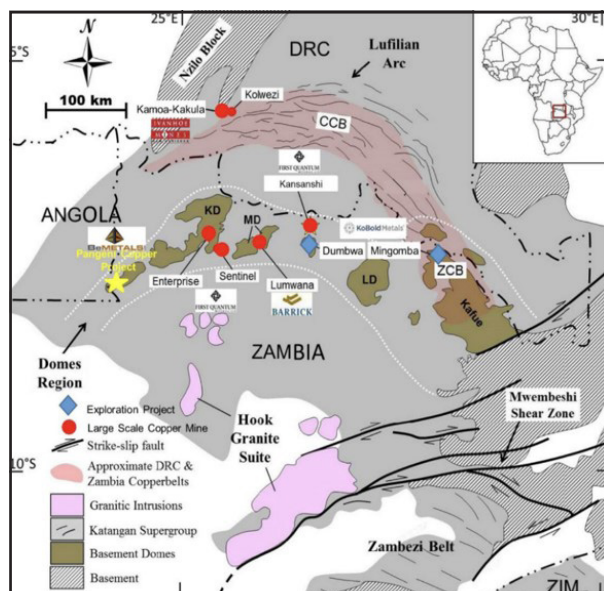 25°E
30°E
N
5°S
Nzilo Block
DRC
Lufilian
Arc
100 km
Kamoa-Kakula
Kolwezi
IVANHOE
MINES
CCB
FIRST QUANTUM
Kansanshi
ANGOLA
KD
MD
KoBold Metals
BeMETALS
Pangeni Copper
Project
Dumbwa
Mingomba
Enterprise
Sentinel
Lumwana
LD
ZCB
FIRST QUANTUM
BARRICK
Kafue
ZAMBIA
Domes
Region
Mwembeshi
Shear Zone
Exploration Project
Large Scale Copper Mine
Strike-slip fault
Hook
Granite
Suite
10°S
Approximate DRC &
Zambia Copperbelts
Granitic Intrusions
Katangan Supergroup
Basement Domes
Basement
Zambezi Belt
ZIM